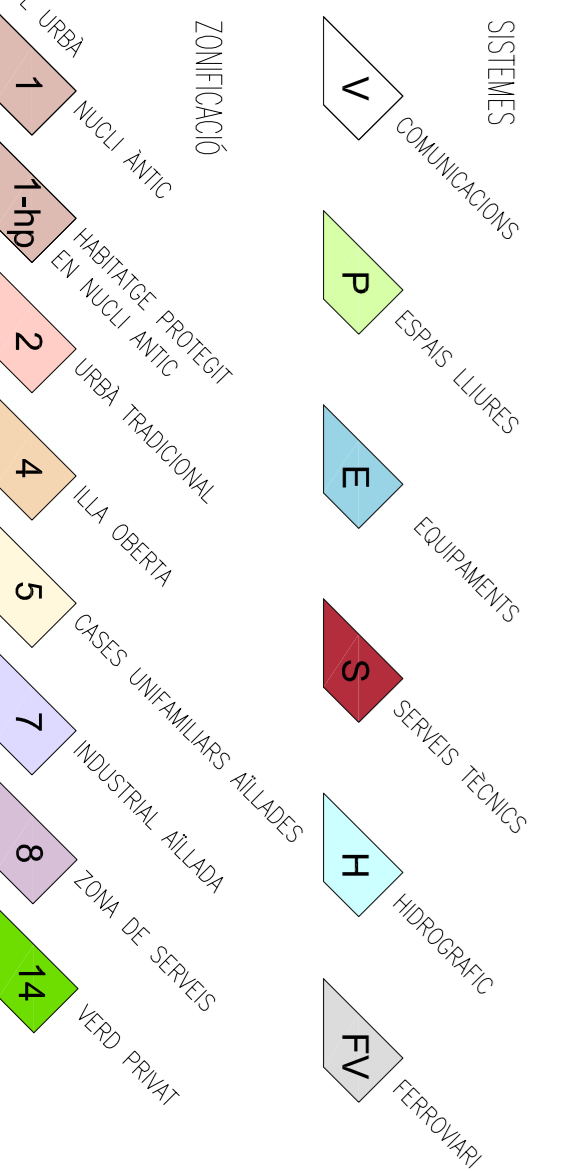 SISTEMES
V
COMUNICACIONS
P
ESPAIS LLIURES
E
EQUIPAMENTS
S
SERVEIS TÈCNICS
H
HIDROGRAFIC
FV
FERROVIARI
ZONIFICACIÓ
URBÀ
1
NUCLI ÀNTIC
1-hp
HABITATGE PROTEGIT
EN NUCLI ANTIC
2
URBÀ TRADICIONAL
4
ILLA OBERTA
5
CASES UNIFAMILIARS AÏLLADES
7
INDUSTRIAL AÏLLADA
8
ZONA DE SERVEIS
14
VERD PRIVAT